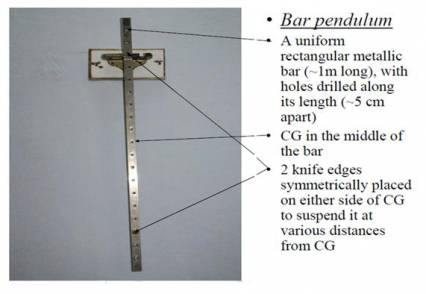 • Bar pendulum
• A uniform
rectangular metallic
bar (~1m long), with
holes drilled along
its length (~5 cm
apart)
• CG in the middle of
the bar
• 2 knife edges
symmetrically placed
on either side of CG
to suspend it at
various distances
from CG